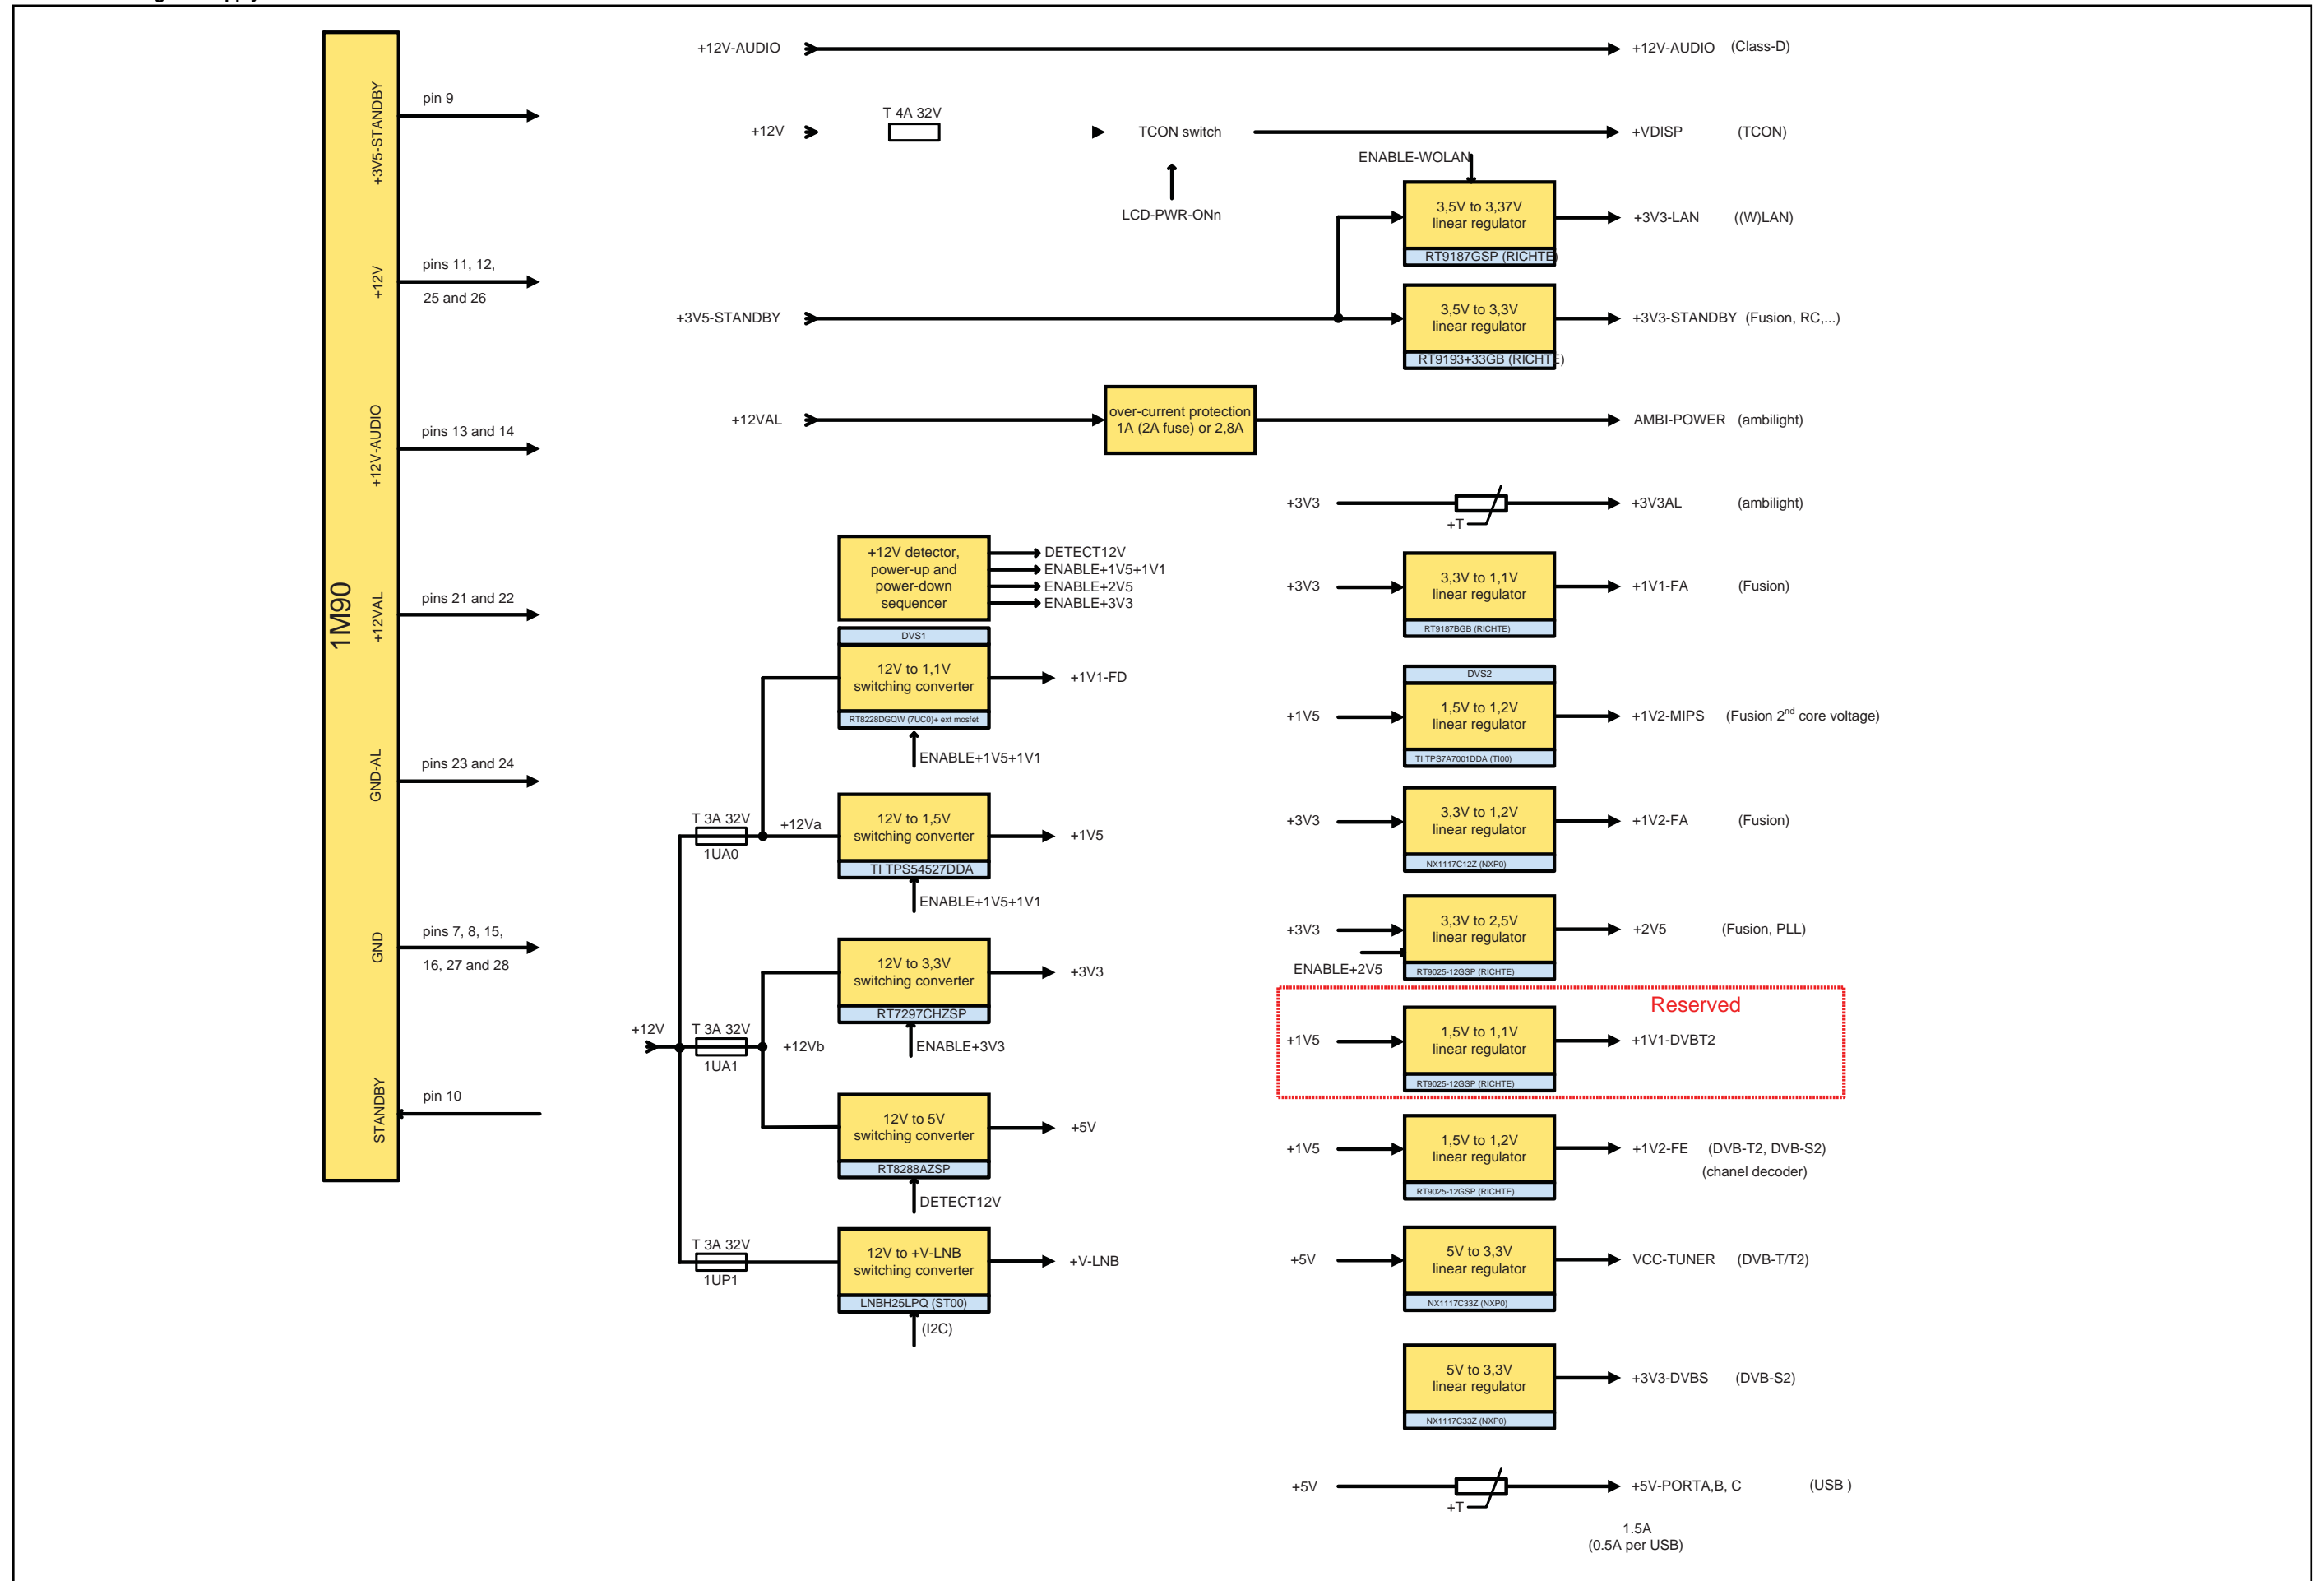 1M90
+3V5-STANDBY
pin 9
+12V
pins 11, 12,
25 and 26
+12V-AUDIO
pins 13 and 14
+12VAL
pins 21 and 22
GND-AL
pins 23 and 24
GND
pins 7, 8, 15,
16, 27 and 28
STANDBY
pin 10
+12V-AUDIO
+12V-AUDIO (Class-D)
+12V
T 4A 32V
TCON switch
LCD-PWR-ONn
+VDISP (TCON)
ENABLE-WOLAN
3,5V to 3,37V
linear regulator
RT9187GSP (RICHTE)
+3V3-LAN ((W)LAN)
+3V5-STANDBY
3,5V to 3,3V
linear regulator
RT9193+33GB (RICHTE)
+3V3-STANDBY (Fusion, RC,...)
+12VAL
over-current protection
1A (2A fuse) or 2,8A
AMBI-POWER (ambilight)
+12V detector,
power-up and
power-down
sequencer
DETECT12V
ENABLE+1V5+1V1
ENABLE+2V5
ENABLE+3V3
DVS1
12V to 1,1V
switching converter
RT8228DGQW (7UC0)+ ext mosfet
+1V1-FD
ENABLE+1V5+1V1
T 3A 32V
1UA0
+12Va
12V to 1,5V
switching converter
TI TPS54527DDA
+1V5
ENABLE+1V5+1V1
12V to 3,3V
switching converter
RT7297CHZSP
+3V3
ENABLE+3V3
+12V
T 3A 32V
1UA1
+12Vb
12V to 5V
switching converter
RT8288AZSP
+5V
DETECT12V
T 3A 32V
1UP1
12V to +V-LNB
switching converter
LNBH25LPQ (ST00)
+V-LNB
(I2C)
+3V3
+T
+3V3AL (ambilight)
+3V3
3,3V to 1,1V
linear regulator
RT9187BGB (RICHTE)
+1V1-FA (Fusion)
DVS2
+1V5
1,5V to 1,2V
linear regulator
TI TPS7A7001DDA (TI00)
+1V2-MIPS (Fusion 2nd core voltage)
+3V3
3,3V to 1,2V
linear regulator
NX1117C12Z (NXP0)
+1V2-FA (Fusion)
+3V3
3,3V to 2,5V
linear regulator
RT9025-12GSP (RICHTE)
ENABLE+2V5
+2V5 (Fusion, PLL)
Reserved
+1V5
1,5V to 1,1V
linear regulator
RT9025-12GSP (RICHTE)
+1V1-DVBT2
+1V5
1,5V to 1,2V
linear regulator
RT9025-12GSP (RICHTE)
+1V2-FE (DVB-T2, DVB-S2)
(chanel decoder)
+5V
5V to 3,3V
linear regulator
NX1117C33Z (NXP0)
VCC-TUNER (DVB-T/T2)
5V to 3,3V
linear regulator
NX1117C33Z (NXP0)
+3V3-DVBS (DVB-S2)
+5V
+T
+5V-PORTA,B, C (USB )
1.5A
(0.5A per USB)